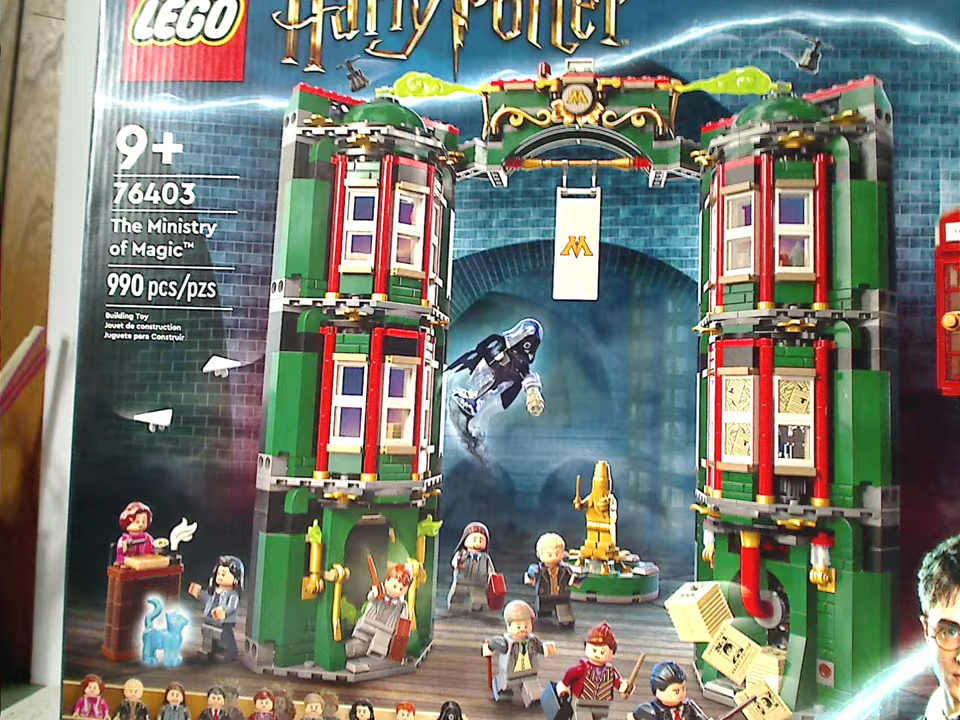 LEGO
Harry Potter
9+
76403
The Ministry
of Magic™
990 pcs/pzs
Building Toy
Jouet de construction
Juguete para Construir
M
M